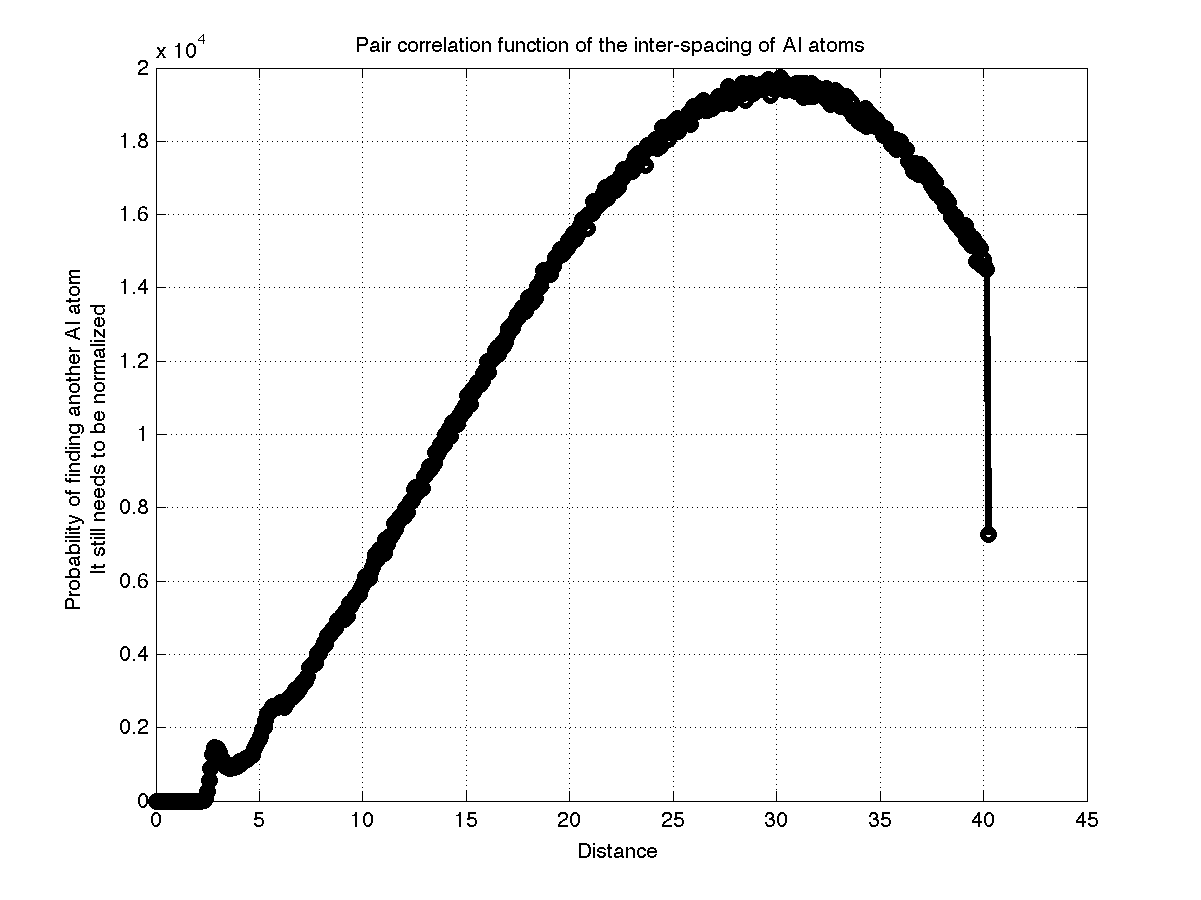 Pair correlation function of the inter-spacing of Al atoms
x 10^4
2
1.8
1.6
1.4
1.2
1
0.8
0.6
0.4
0.2
0
Probability of finding another Al atom
It still needs to be normalized
0 5 10 15 20 25 30 35 40 45
Distance